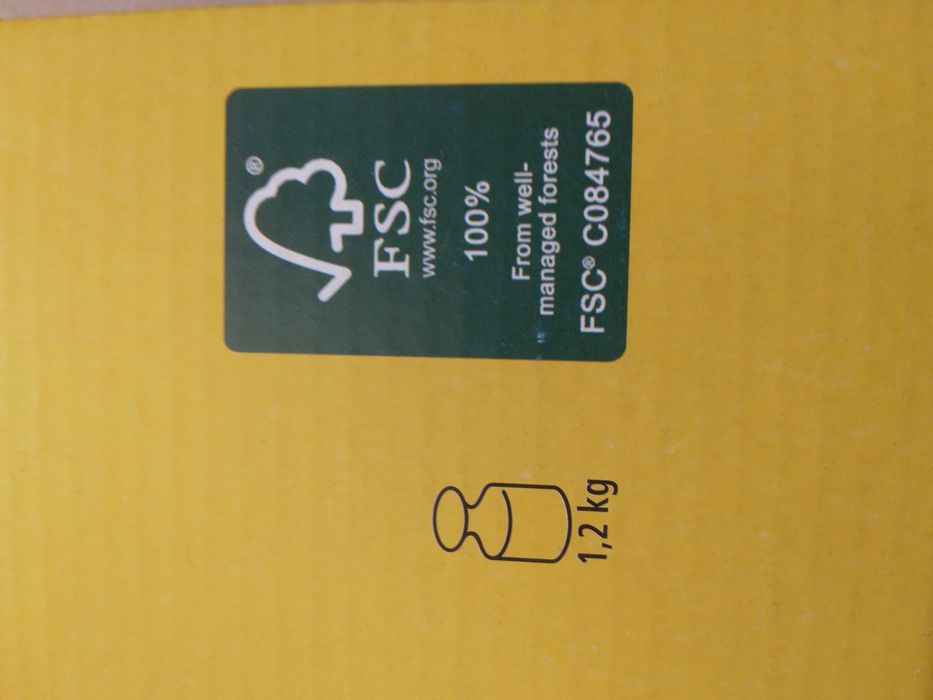 ®
FSC
www.fsc.org
100%
From well-
managed forests
FSC® C084765
1,2 kg